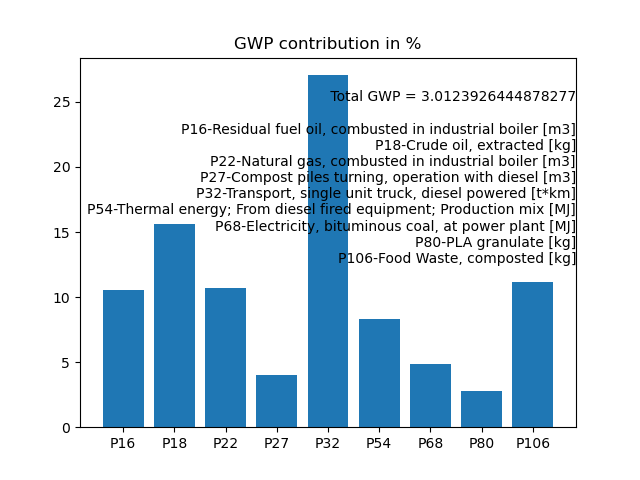 GWP contribution in %
Total GWP = 3.0123926444878277
P16-Residual fuel oil, combusted in industrial boiler [m3]
P18-Crude oil, extracted [kg]
P22-Natural gas, combusted in industrial boiler [m3]
P27-Compost piles turning, operation with diesel [m3]
P32-Transport, single unit truck, diesel powered [t*km]
P54-Thermal energy; From diesel fired equipment; Production mix [MJ]
P68-Electricity, bituminous coal, at power plant [MJ]
P80-PLA granulate [kg]
P106-Food Waste, composted [kg]
25
20
15
10
5
0
P16 P18 P22 P27 P32 P54 P68 P80 P106